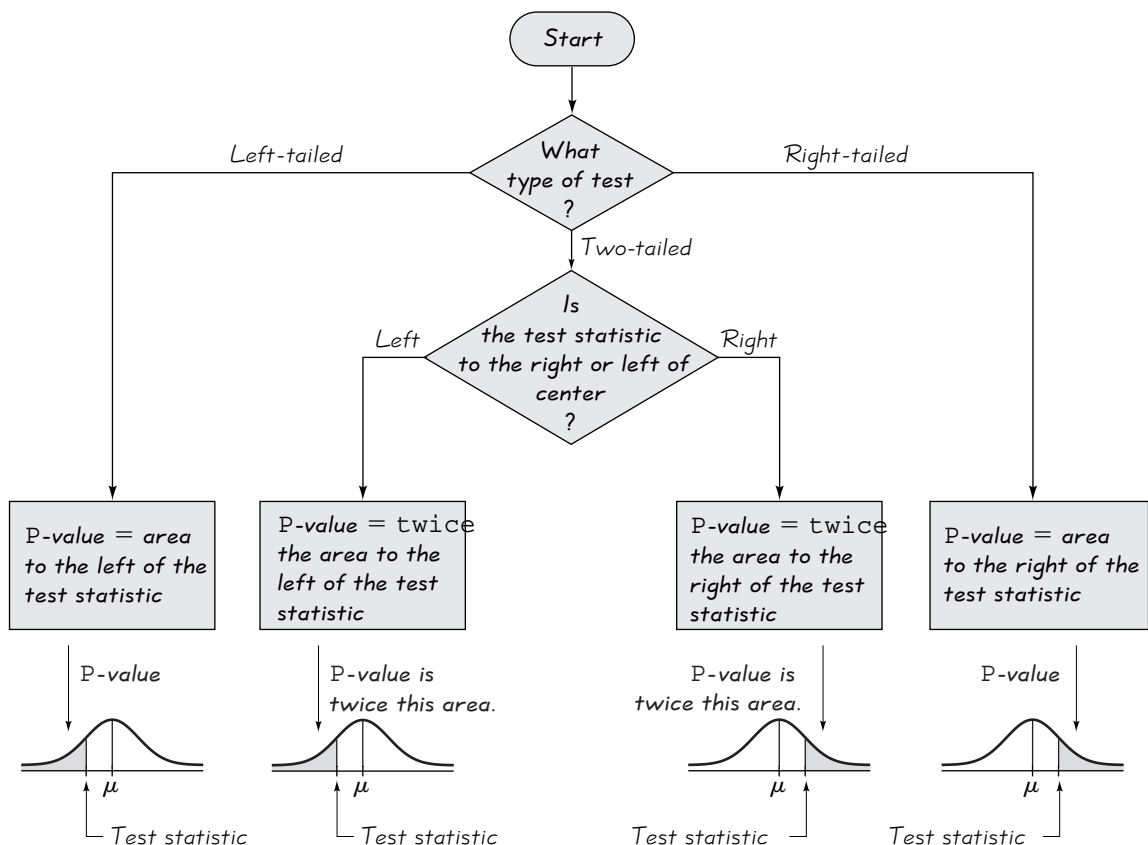 Start
What
type of test
?
Left-tailed
Right-tailed
Two-tailed
Is
the test statistic
to the right or left of
center
?
Left
Right
P-value = area
to the left of the
test statistic
P-value = twice
the area to the
left of the test
statistic
P-value = twice
the area to the
right of the test
statistic
P-value = area
to the right of the
test statistic
P-value
P-value is
twice this area.
P-value is
twice this area.
P-value
μ
μ
μ
μ
Test statistic
Test statistic
Test statistic
Test statistic